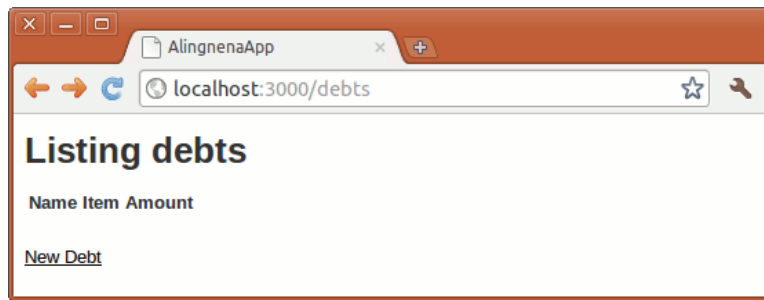 AlingnenaApp
localhost:3000/debts
Listing debts
Name Item Amount
New Debt